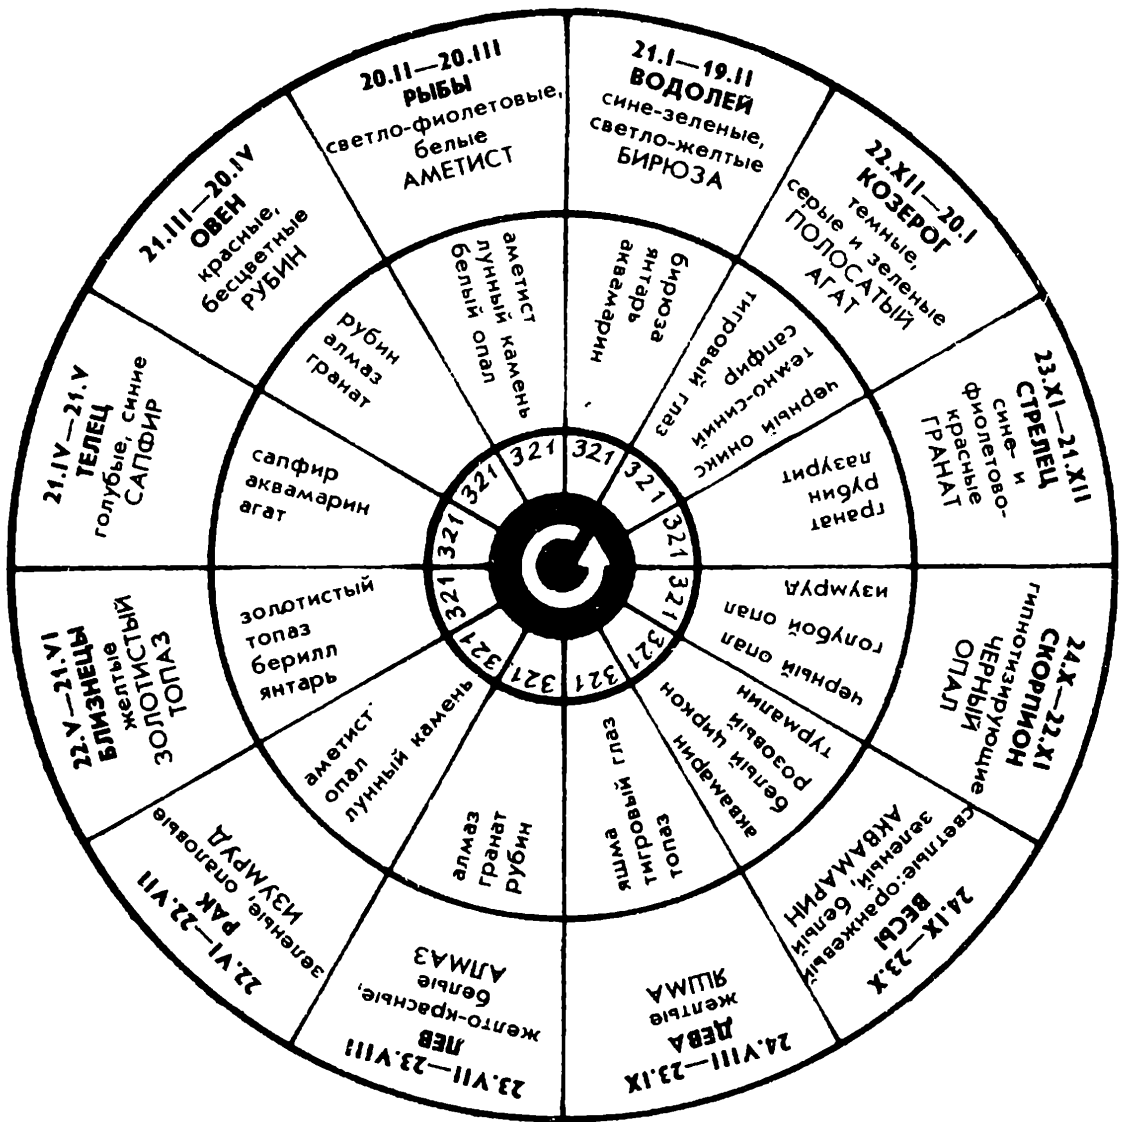 21.I—19.II
ВОДОЛЕЙ
сине-зеленые,
светло-желтые
БИРЮЗА
20.II—20.III
РЫБЫ
светло-фиолетовые,
белые
АМЕТИСТ
21.III—20.IV
ОВЕН
красные,
бесцветные
РУБИН
21.IV—21.V
ТЕЛЕЦ
голубые, синие
САПФИР
22.V—21.VI
БЛИЗНЕЦЫ
желтые
ЗОЛОТИСТЫЙ
ТОПАЗ
22.VI—22.VII
РАК
зеленые, опаловые
ИЗУМРУД
23.VII—23.VIII
ЛЕВ
желто-красные,
белые
АЛМАЗ
24.VIII—23.IX
ДЕВА
желтые
ЯШМА
24.IX—23.X
ВЕСЫ
светлые:оранжевый
зеленый, белый
АКВАМАРИН
24.X—22.XI
СКОРПИОН
гипнотизирующие
ЧЕРНЫЙ
ОПАЛ
23.XI—21.XII
СТРЕЛЕЦ
сине- и
фиолетово-
красные
ГРАНАТ
22.XII—20.I
КОЗЕРОГ
темные,
серые и зеленые
ПОЛОСАТЫЙ
АГАТ
бирюза
янтарь
аквамарин
аметист
лунный камень
белый опал
рубин
алмаз
гранат
сапфир
аквамарин
агат
золотистый
топаз
берилл
янтарь
аметист
опал
лунный камень
алмаз
гранат
рубин
топаз
тигровый глаз
яшма
турмалин
розовый
белый циркон
аквамарин
изумруд
голубой опал
черный опал
гранат
рубин
лазурит
черный оникс
темно-синий
сапфир
тигровый глаз
321
321
321
321
321
321
321
321
321
321
321
321